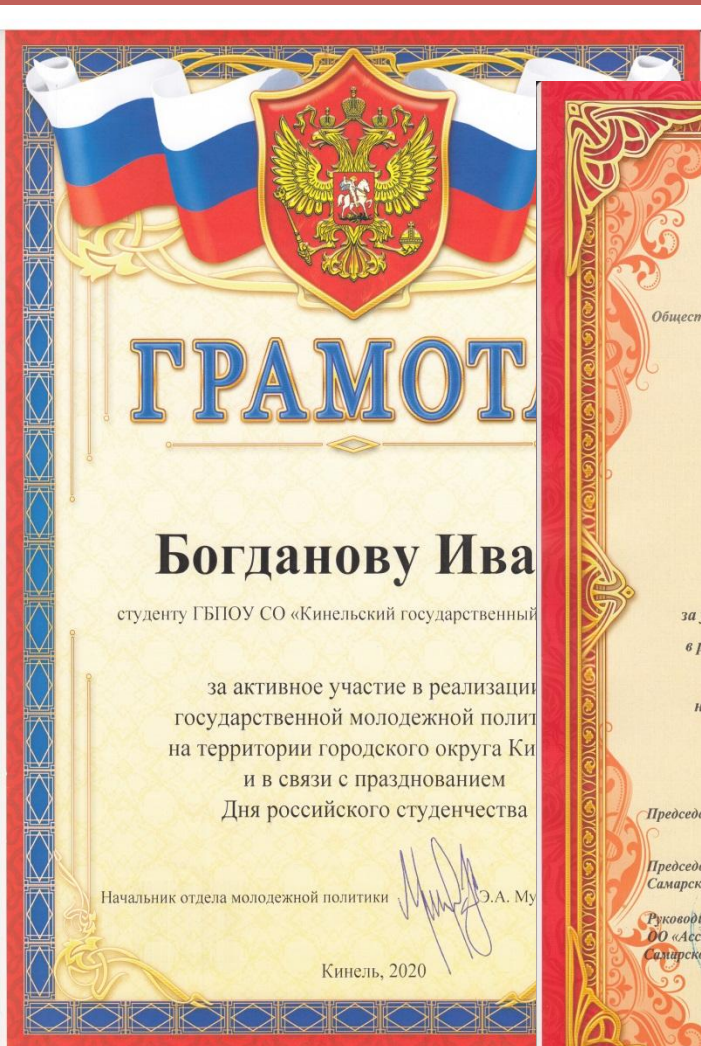 ГРАМОТ
Богданову Ива
студенту ГБПОУ СО «Кинельский государственный
за активное участие в реализации
государственной молодежной полит
на территории городского округа Ки
и в связи с празднованием
Дня российского студенчества
Начальник отдела молодежной политики Э.А. Му
Кинель, 2020
Общест
за
в р
н
Председ
Председ
Самарск
Руковод
ОО «Асс
Самарск